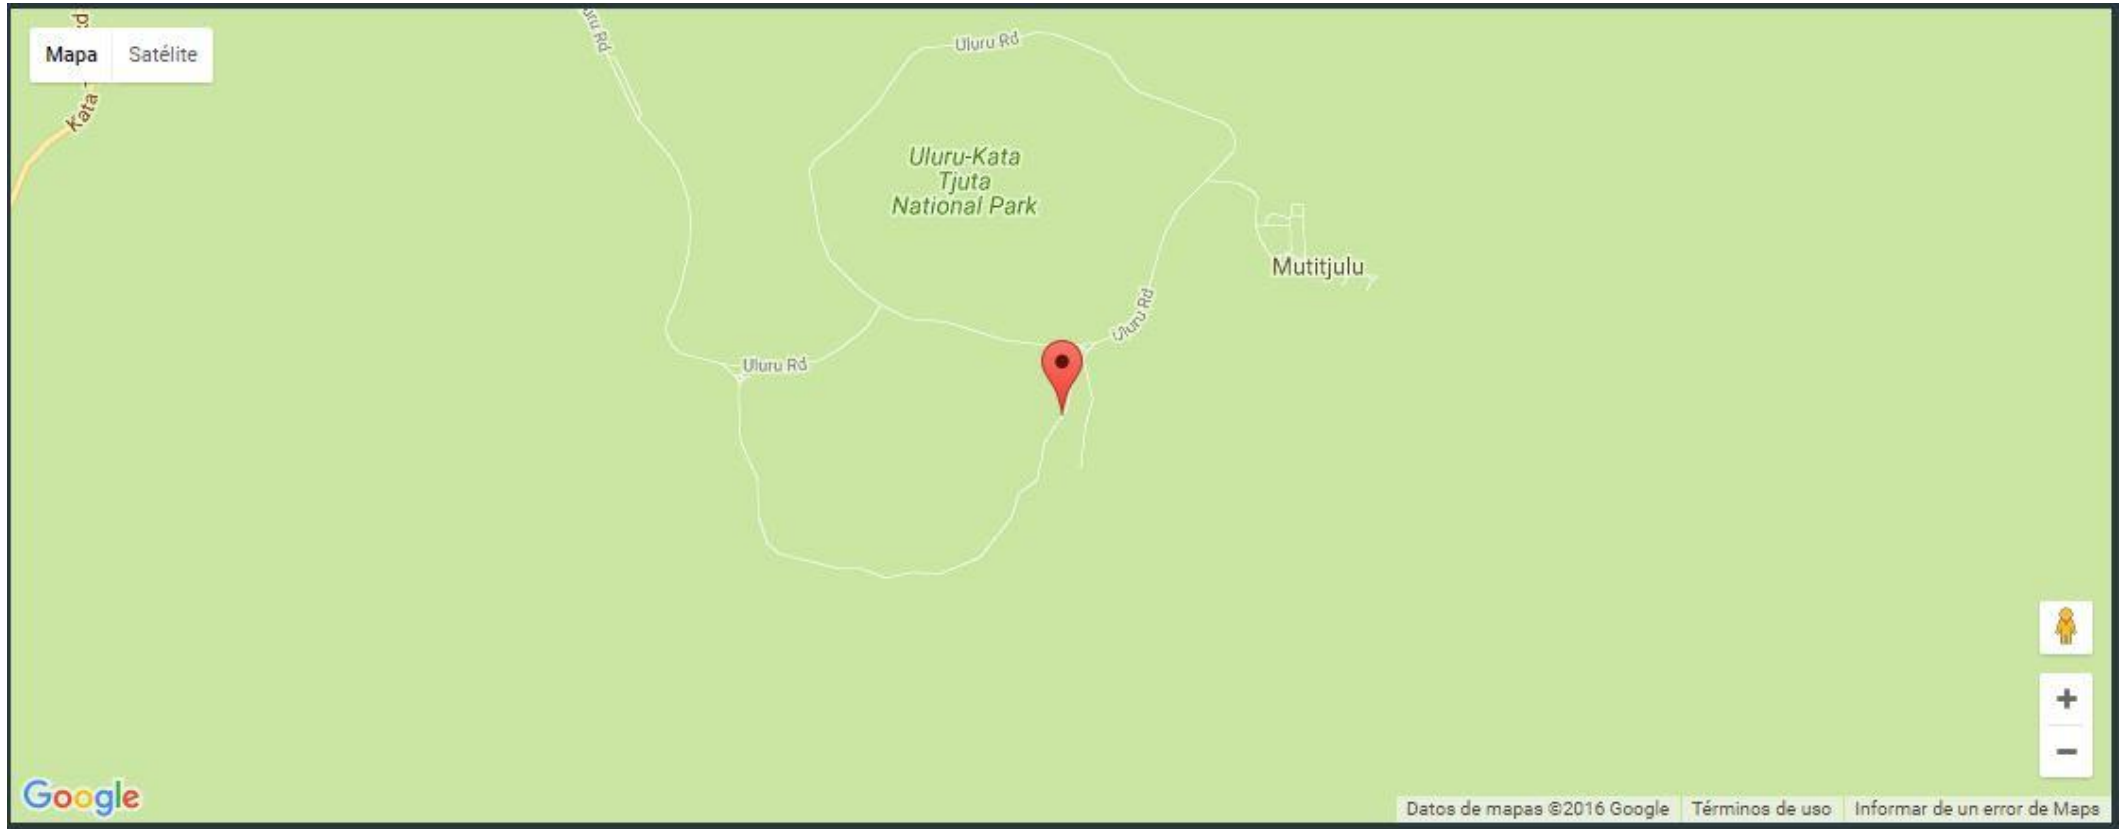 Mapa
Satélite
Kata
uru Rd
Uluru Rd
Uluru-Kata
Tjuta
National Park
Mutitjulu
Uluru Rd
Uluru Rd
Google
Datos de mapas ©2016 Google
Términos de uso
Informar de un error de Maps